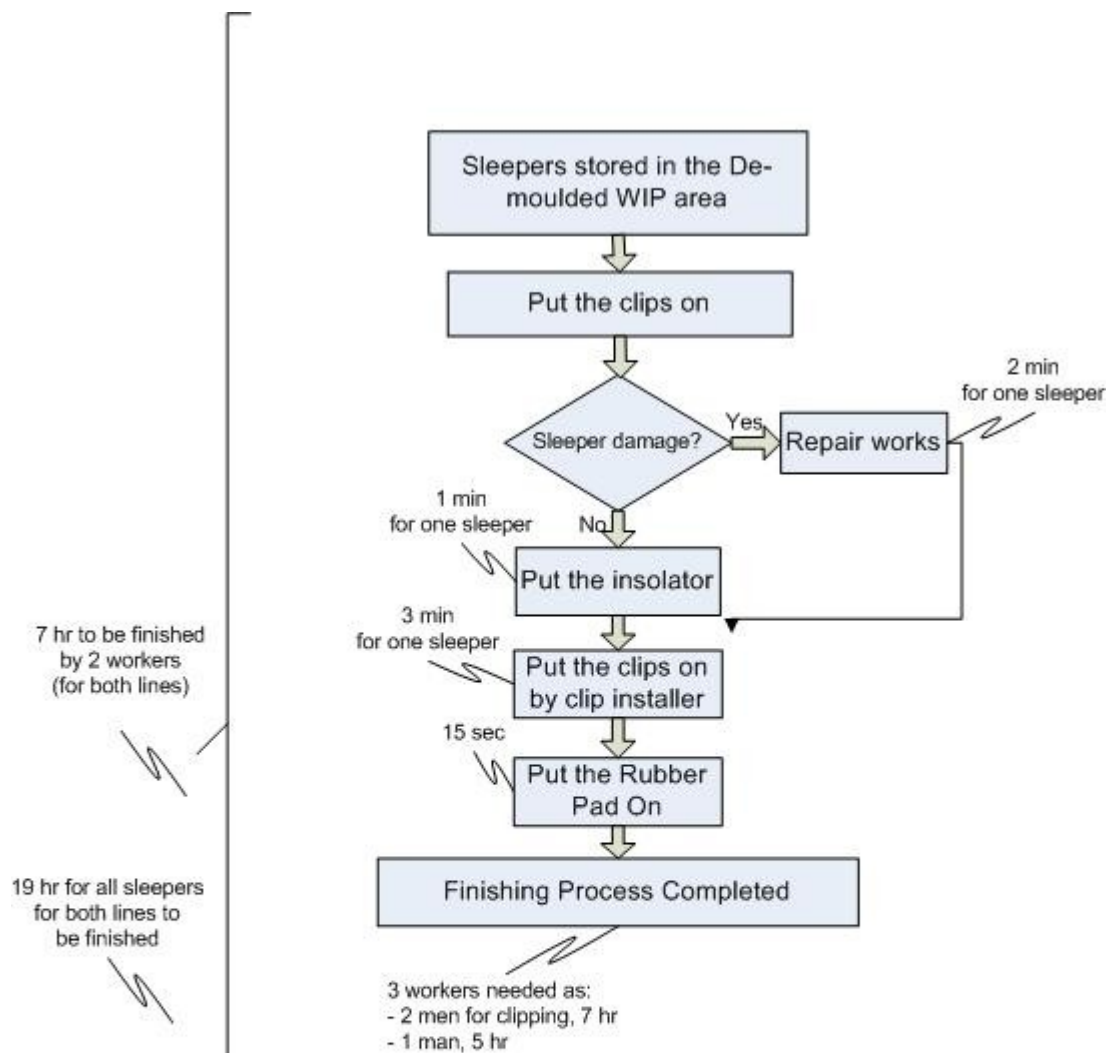 Sleepers stored in the De-
moulded WIP area
Put the clips on
Sleeper damage?
Yes
Repair works
2 min
for one sleeper
No
1 min
for one sleeper
Put the insolator
3 min
for one sleeper
Put the clips on
by clip installer
15 sec
Put the Rubber
Pad On
Finishing Process Completed
3 workers needed as:
- 2 men for clipping, 7 hr
- 1 man, 5 hr
7 hr to be finished
by 2 workers
(for both lines)
19 hr for all sleepers
for both lines to
be finished